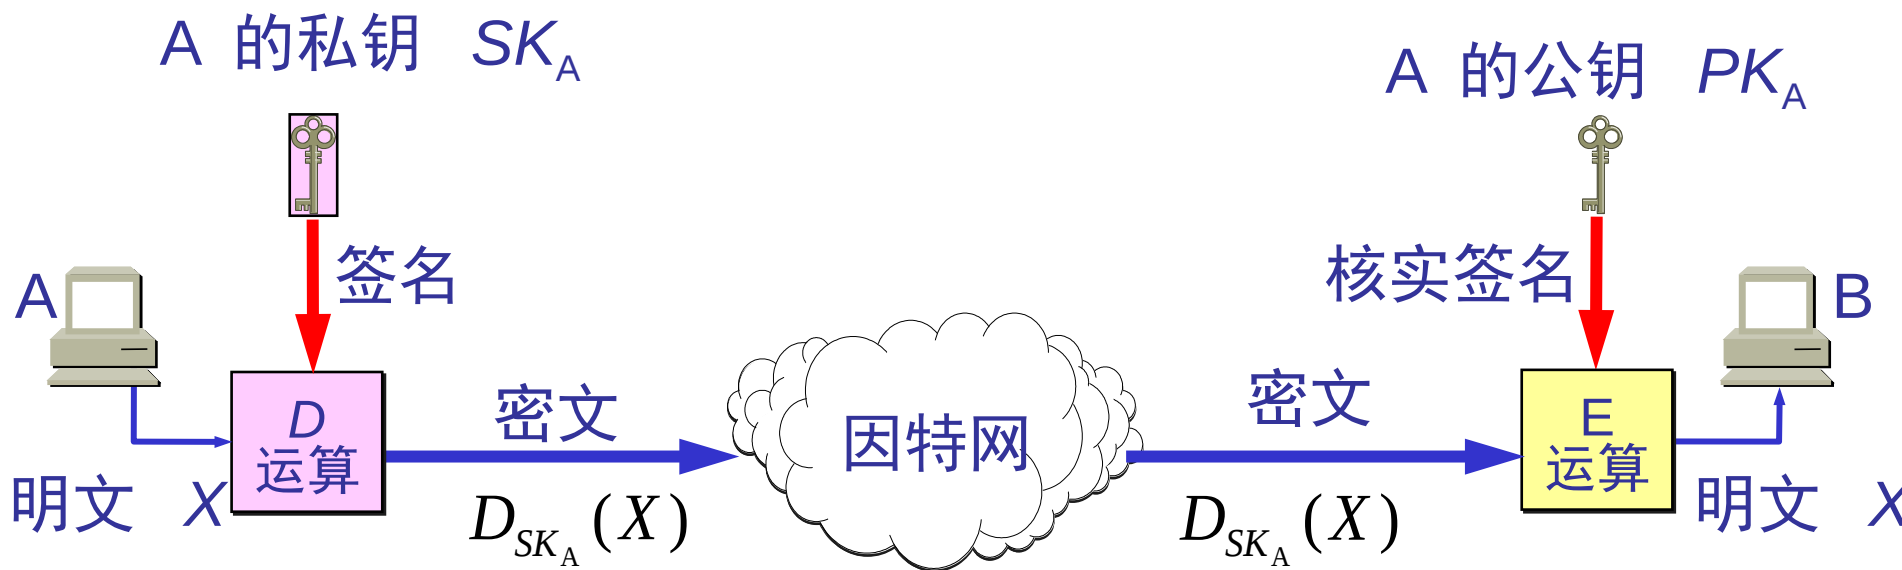 A 的私钥 SKA
A 的公钥 PKA
签名
核实签名
A
B
密文
密文
D
运算
因特网
E
运算
明文 X
DSKA(X)
DSKA(X)
明文 X